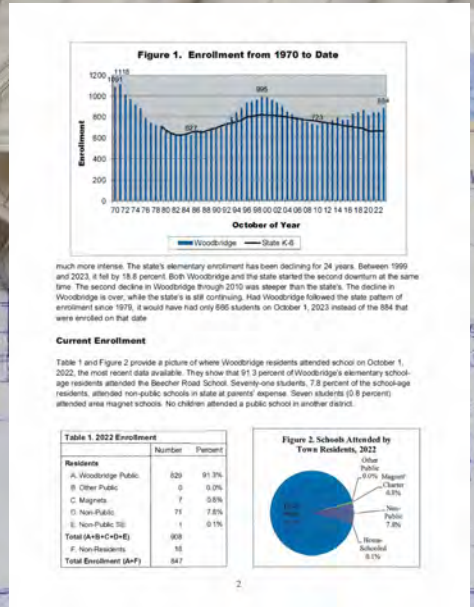 Figure 1. Enrollment from 1970 to Date
1200
1000
800
600
400
200
0
1091
1118
627
995
723
884
Enrollment
70 72 74 76 78 80 82 84 86 88 90 92 94 96 98 00 02 04 06 08 10 12 14 16 18 20 22
October of Year
Woodbridge
State K-6
much more intense. The state's elementary enrollment has been declining for 24 years. Between 1999
and 2023, it fell by 18.8 percent. Both Woodbridge and the state started the second downturn at the same
time. The second decline in Woodbridge through 2010 was steeper than the state's. The decline in
Woodbridge is over, while the state's is still continuing. Had Woodbridge followed the state pattern of
enrollment since 1979, it would have had only 666 students on October 1, 2023 instead of the 884 that
were enrolled on that date
Current Enrollment
Table 1 and Figure 2 provide a picture of where Woodbridge residents attended school on October 1,
2022, the most recent data available. They show that 91.3 percent of Woodbridge's elementary school-
age residents attended the Beecher Road School. Seventy-one students, 7.8 percent of the school-age
residents, attended non-public schools in state at parents' expense. Seven students (0.8 percent)
attended area magnet schools. No children attended a public school in another district.
Table 1. 2022 Enrollment
Number Percent
Residents
A. Woodbridge Public 829 91.3%
B. Other Public 0 0.0%
C. Magnets 7 0.8%
D. Non-Public 71 7.8%
E. Non-Public 1 0.1%
Total (A+B+C+D+E) 908
F. Non-Residents 18
Total Enrollment (A+F) 847
Figure 2. Schools Attended by
Town Residents, 2022
Other
Public
0.0%
Magnet/
Charter
0.8%
Non-
Public
7.8%
Home-
Schooled
0.1%
2